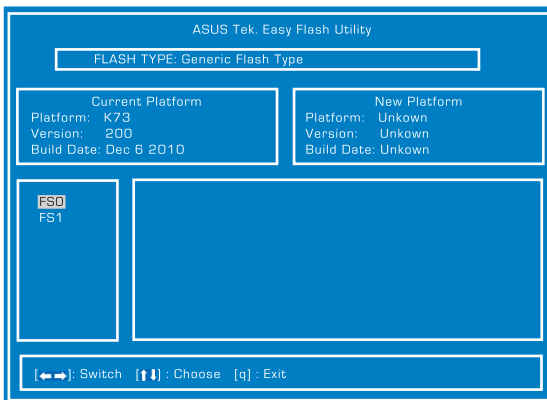 ASUS Tek. Easy Flash Utility
FLASH TYPE: Generic Flash Type
Current Platform
Platform: K73
Version: 200
Build Date: Dec 6 2010
New Platform
Platform: Unkown
Version: Unkown
Build Date: Unkown
FS0
FS1
[←→]: Switch [↑↓] : Choose [q] : Exit